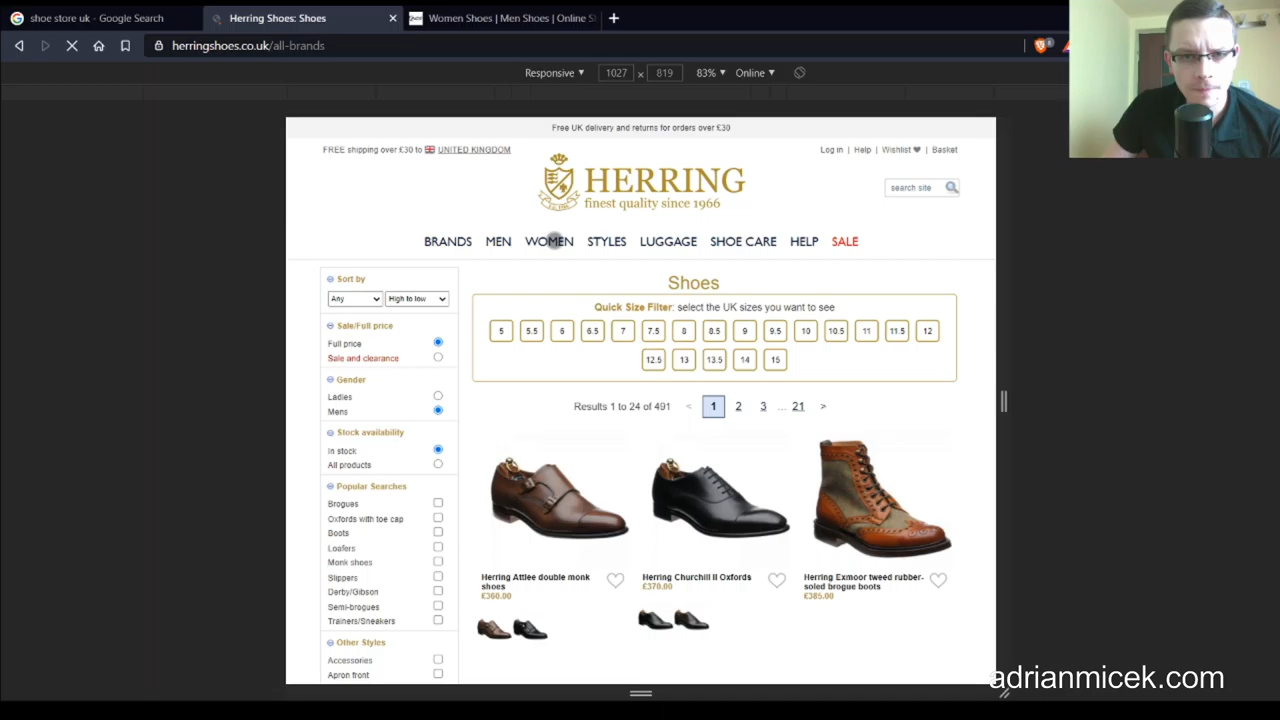 shoe store uk - Google Search
Herring Shoes: Shoes
Women Shoes | Men Shoes | Online S
herringshoes.co.uk/all-brands
Responsive 1027 x 819 83% Online
Free UK delivery and returns for orders over £30
FREE shipping over £30 to UNITED KINGDOM
Log in | Help | Wishlist | Basket
HERRING
finest quality since 1966
search site
BRANDS MEN WOMEN STYLES LUGGAGE SHOE CARE HELP SALE
Sort by
Any High to low
Sale/Full price
Full price
Sale and clearance
Gender
Ladies
Mens
Stock availability
In stock
All products
Popular Searches
Brogues
Oxfords with toe cap
Boots
Loafers
Monk shoes
Slippers
Derby/Gibson
Semi-brogues
Trainers/Sneakers
Other Styles
Accessories
Apron front
Shoes
Quick Size Filter: select the UK sizes you want to see
5 5.5 6 6.5 7 7.5 8 8.5 9 9.5 10 10.5 11 11.5 12
12.5 13 13.5 14 15
Results 1 to 24 of 491 < 1 2 3 ... 21 >
Herring Attlee double monk
shoes
£360.00
Herring Churchill II Oxfords
£370.00
Herring Exmoor tweed rubber-
soled brogue boots
£385.00
adrianmicek.com